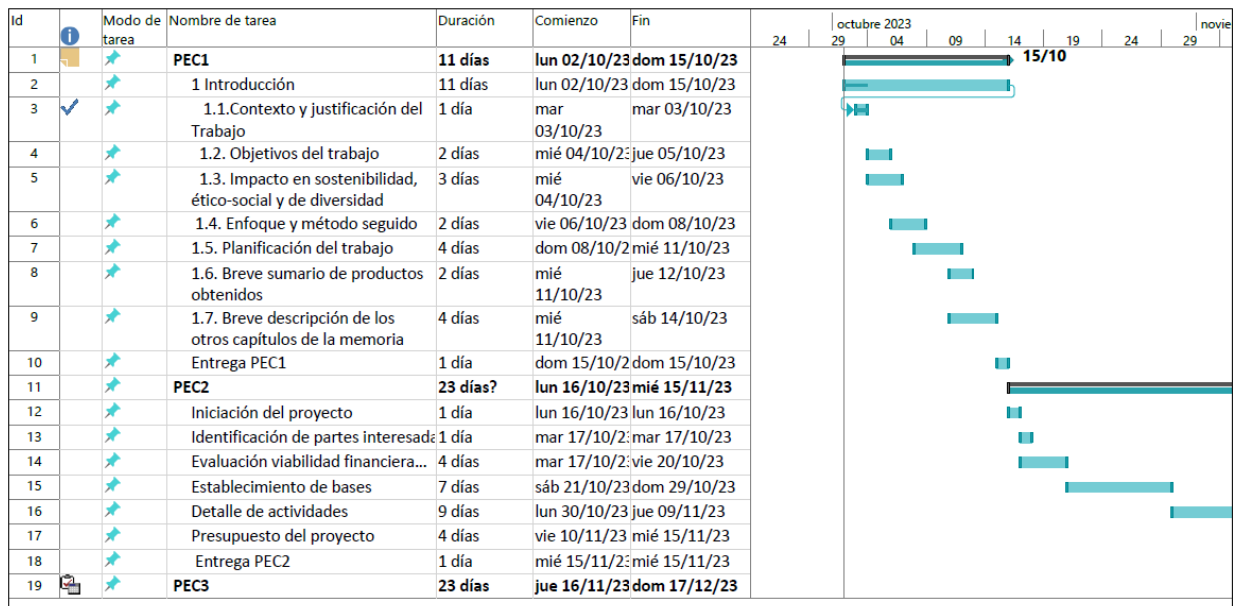 Id Modo de tarea Nombre de tarea Duración Comienzo Fin
octubre 2023 novie
24 29 04 09 14 19 24 29
1 PEC1 11 días lun 02/10/23 dom 15/10/23 15/10
2 1 Introducción 11 días lun 02/10/23 dom 15/10/23
3 1.1.Contexto y justificación del Trabajo 1 día mar 03/10/23 mar 03/10/23
4 1.2. Objetivos del trabajo 2 días mié 04/10/23 jue 05/10/23
5 1.3. Impacto en sostenibilidad, ético-social y de diversidad 3 días mié 04/10/23 vie 06/10/23
6 1.4. Enfoque y método seguido 2 días vie 06/10/23 dom 08/10/23
7 1.5. Planificación del trabajo 4 días dom 08/10/2 mié 11/10/23
8 1.6. Breve sumario de productos obtenidos 2 días mié 11/10/23 jue 12/10/23
9 1.7. Breve descripción de los otros capítulos de la memoria 4 días mié 11/10/23 sáb 14/10/23
10 Entrega PEC1 1 día dom 15/10/2 dom 15/10/23
11 PEC2 23 días? lun 16/10/23 mié 15/11/23
12 Iniciación del proyecto 1 día lun 16/10/23 lun 16/10/23
13 Identificación de partes interesada 1 día mar 17/10/2 mar 17/10/23
14 Evaluación viabilidad financiera... 4 días mar 17/10/2 vie 20/10/23
15 Establecimiento de bases 7 días sáb 21/10/23 dom 29/10/23
16 Detalle de actividades 9 días lun 30/10/23 jue 09/11/23
17 Presupuesto del proyecto 4 días vie 10/11/23 mié 15/11/23
18 Entrega PEC2 1 día mié 15/11/2 mié 15/11/23
19 PEC3 23 días jue 16/11/23 dom 17/12/23